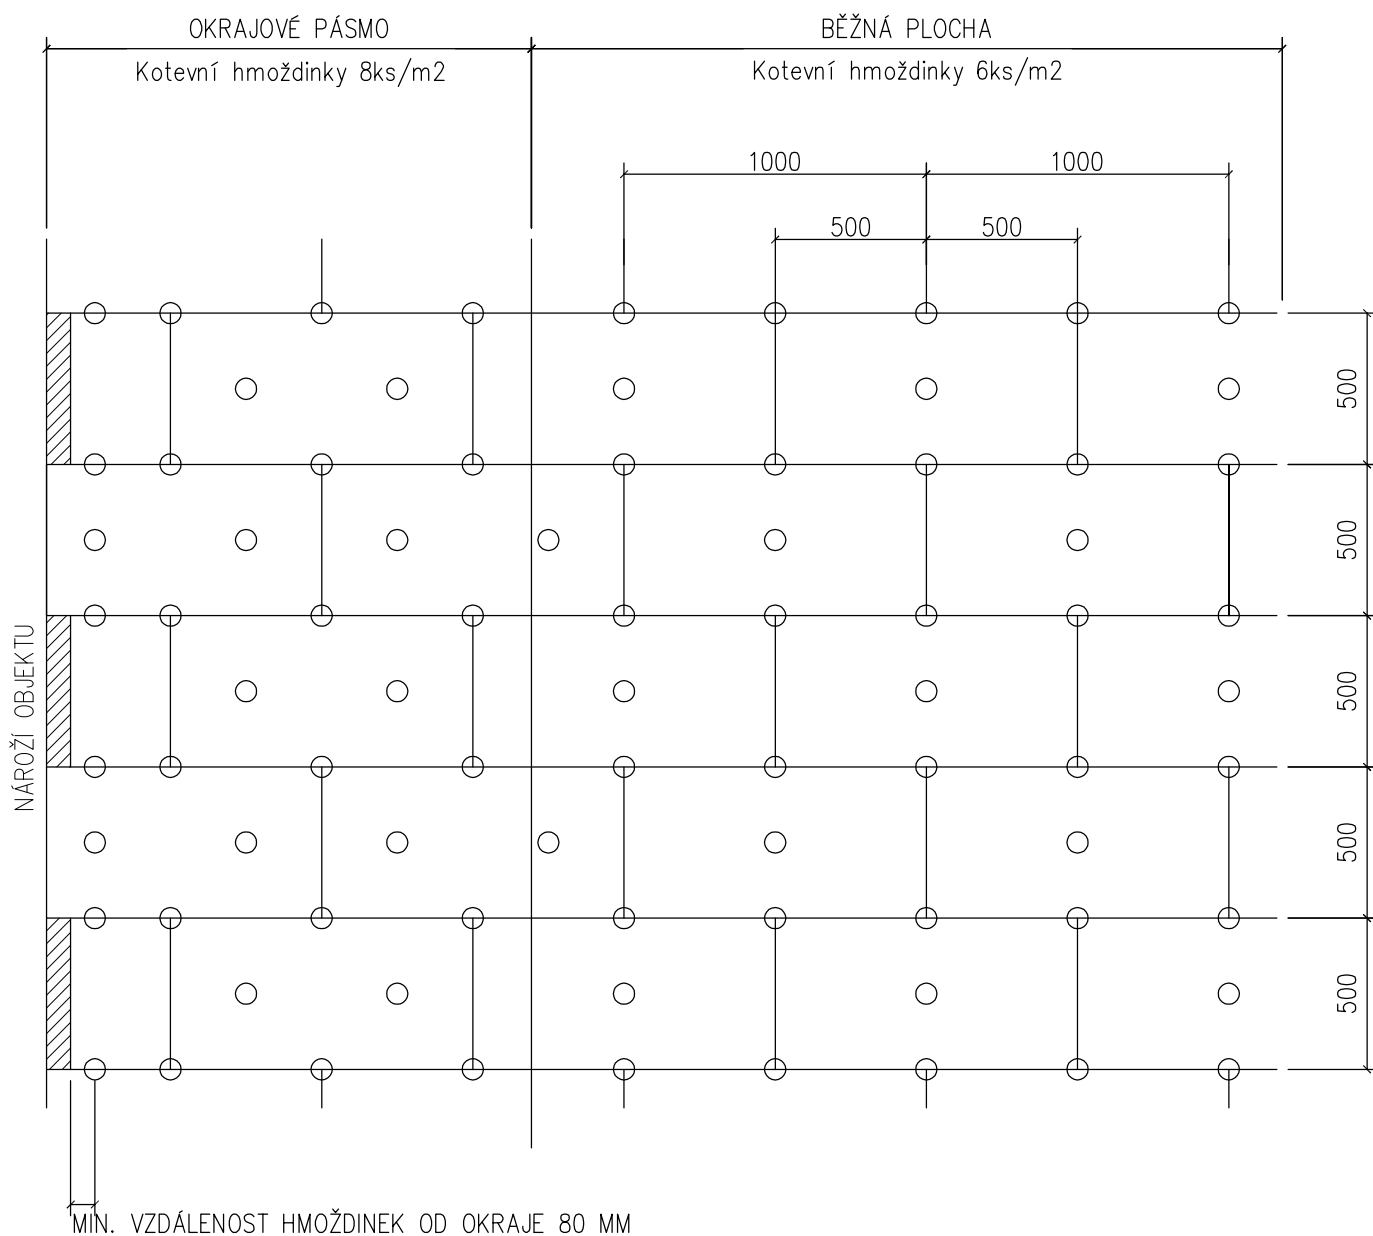 OKRAJOVÉ PÁSMO
BĚŽNÁ PLOCHA
Kotevní hmoždinky 8ks/m2
Kotevní hmoždinky 6ks/m2
1000
1000
500
500
500
500
500
500
500
NÁROŽÍ OBJEKTU
MIN. VZDÁLENOST HMOŽDINEK OD OKRAJE 80 MM